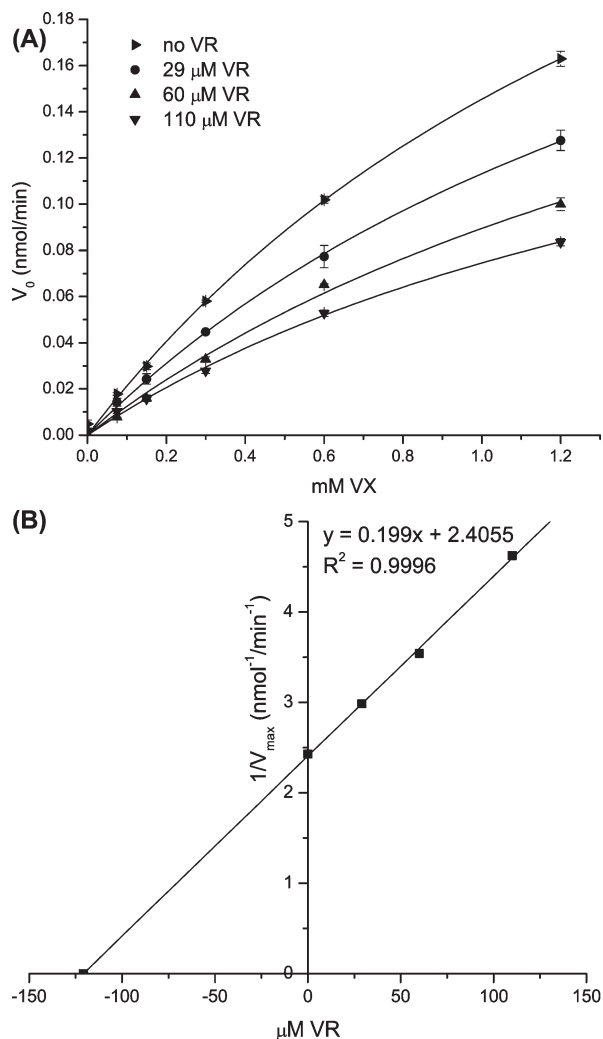 (A)
no VR
29 μM VR
60 μM VR
110 μM VR
0.18
0.16
0.14
0.12
0.10
0.08
0.06
0.04
0.02
0.00
V₀ (nmol/min)
0.0 0.2 0.4 0.6 0.8 1.0 1.2
mM VX
(B)
y = 0.199x + 2.4055
R² = 0.9996
5
4
3
2
1
0
1/Vmax (nmol⁻¹/min⁻¹)
-150 -100 -50 0 50 100 150
μM VR